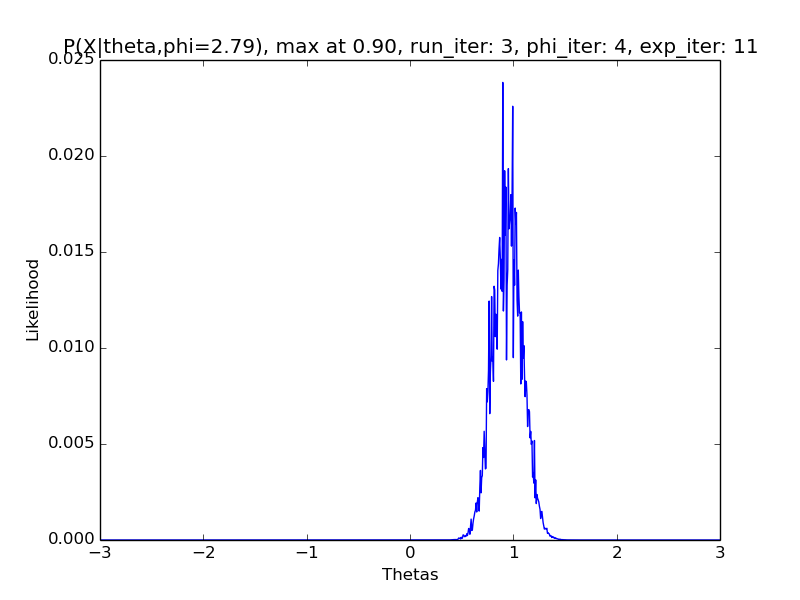 P(X|theta,phi=2.79), max at 0.90, run_iter: 3, phi_iter: 4, exp_iter: 11
0.025
0.020
0.015
0.010
0.005
0.000
Likelihood
−3 −2 −1 0 1 2 3
Thetas